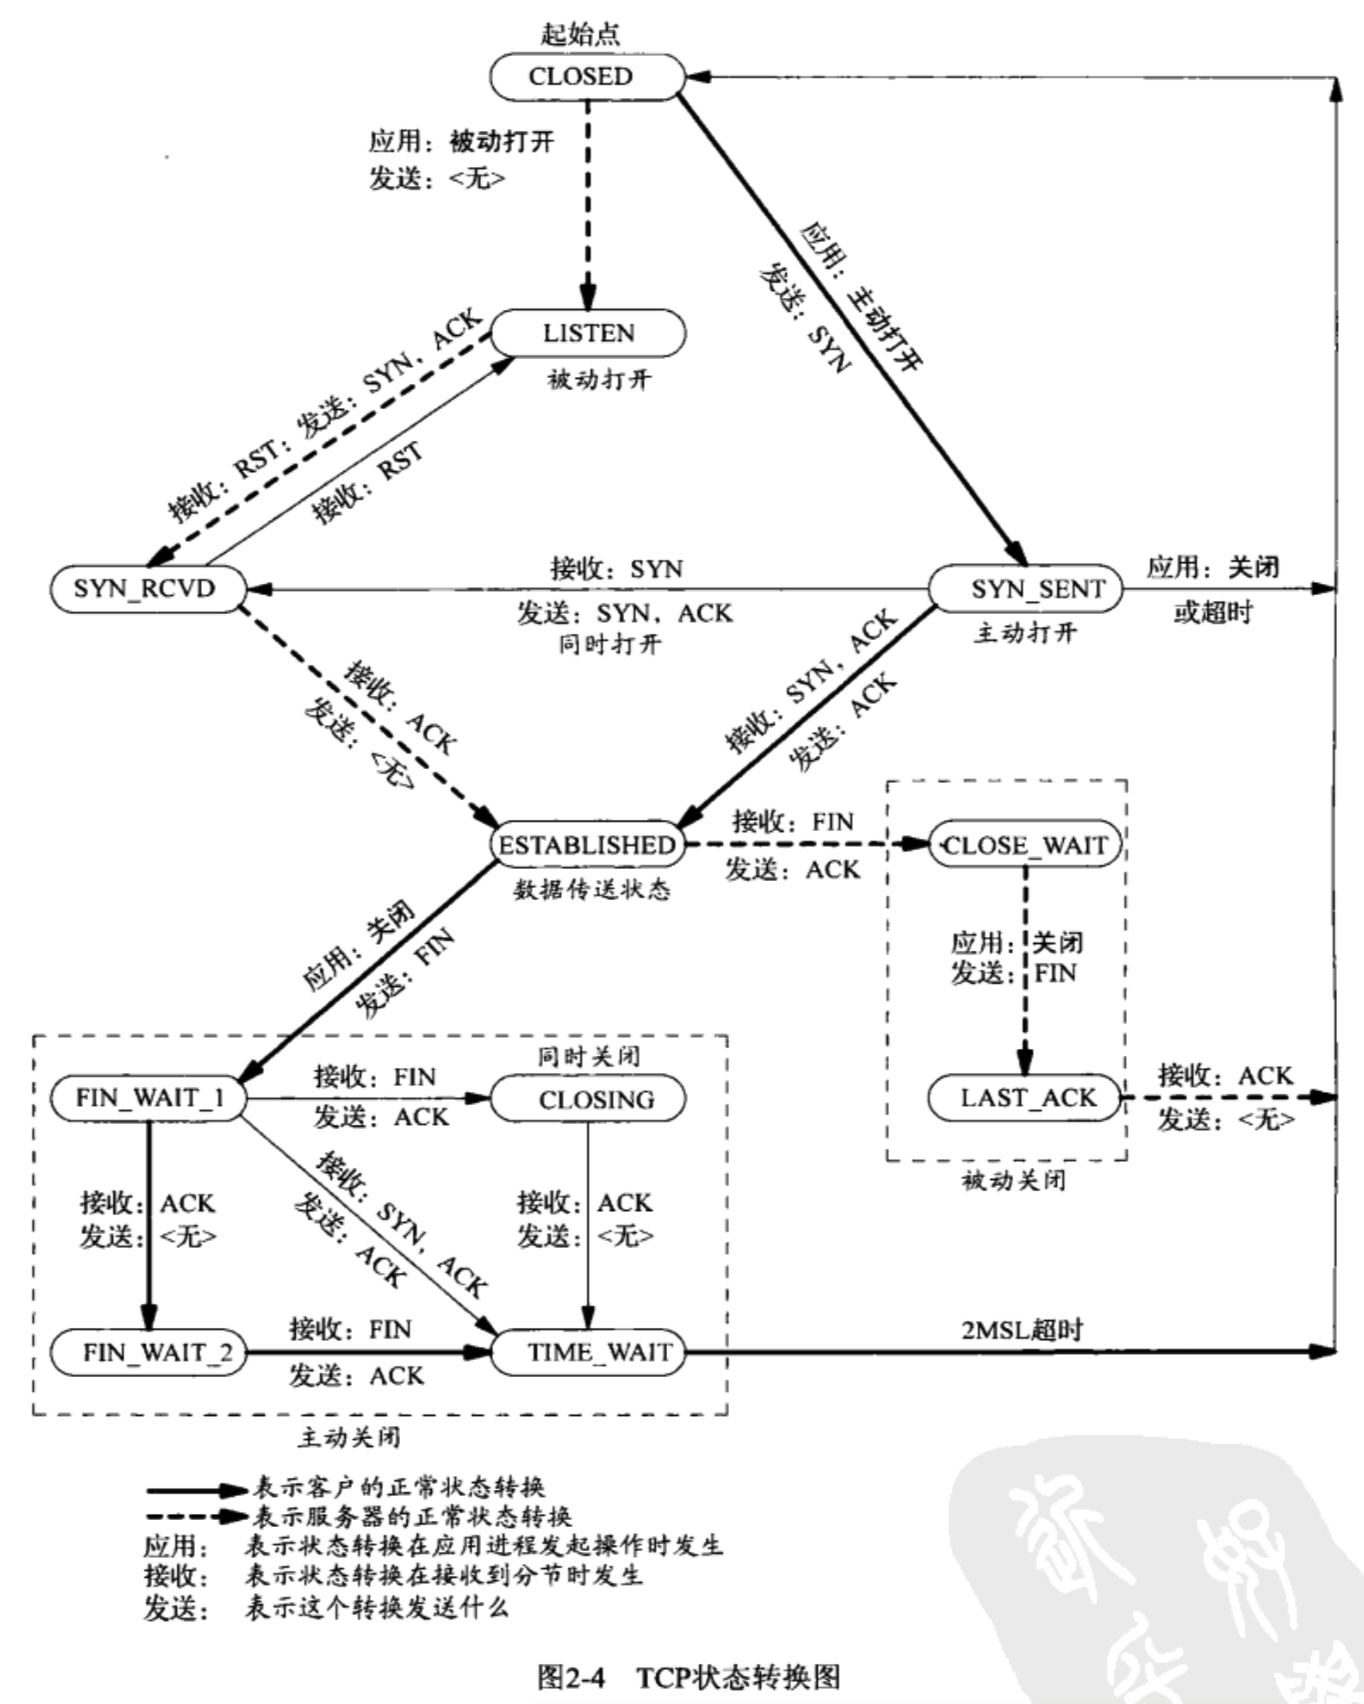 起始点
CLOSED
应用：被动打开
发送：<无>
应用：主动打开
发送：SYN
LISTEN
被动打开
接收：RST；发送：SYN，ACK
接收：RST
SYN_RCVD
接收：SYN
发送：SYN，ACK
同时打开
SYN_SENT
主动打开
应用：关闭
或超时
接收：ACK
发送：<无>
接收：SYN，ACK
发送：ACK
ESTABLISHED
数据传送状态
接收：FIN
发送：ACK
CLOSE_WAIT
应用：关闭
发送：FIN
应用：关闭
发送：FIN
同时关闭
FIN_WAIT_1
接收：FIN
发送：ACK
CLOSING
LAST_ACK
接收：ACK
发送：<无>
被动关闭
接收：ACK
发送：<无>
接收：SYN，ACK
发送：ACK
接收：ACK
发送：<无>
FIN_WAIT_2
接收：FIN
发送：ACK
TIME_WAIT
2MSL超时
主动关闭
表示客户的正常状态转换
表示服务器的正常状态转换
应用： 表示状态转换在应用进程发起操作时发生
接收： 表示状态转换在接收到分节时发生
发送： 表示这个转换发送什么
图2-4 TCP状态转换图